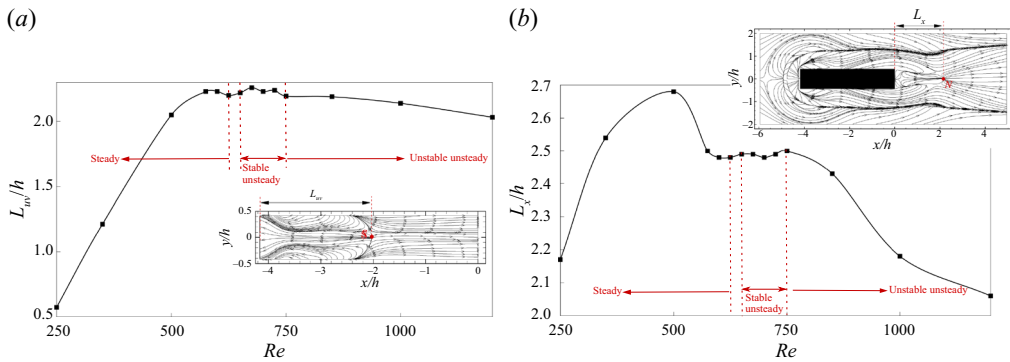 (a)
2.0
1.5
1.0
0.5
L_uv/h
250
500
750
1000
Re
Steady
Stable
unsteady
Unstable unsteady
L_uv
0.5
0
−0.5
y/h
−4
−3
−2
−1
0
x/h
S
(b)
2.7
2.6
2.5
2.4
2.3
2.2
2.1
2.0
L_x/h
250
500
750
1000
Re
Steady
Stable
unsteady
Unstable unsteady
L_x
2
1
0
−1
−2
y/h
−6
−4
−2
0
2
4
x/h
N